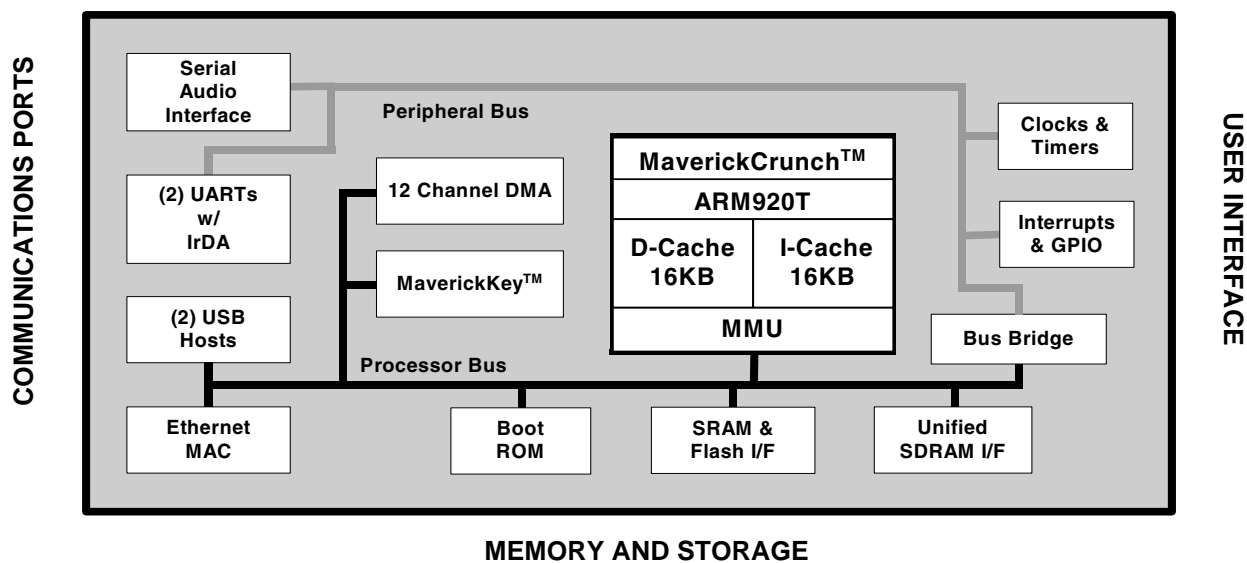 COMMUNICATIONS PORTS
Serial
Audio
Interface
Peripheral Bus
(2) UARTs
w/
IrDA
12 Channel DMA
MaverickKey™
(2) USB
Hosts
Processor Bus
MaverickCrunch™
ARM920T
D-Cache
16KB
I-Cache
16KB
MMU
Clocks &
Timers
Interrupts
& GPIO
Bus Bridge
Ethernet
MAC
Boot
ROM
SRAM &
Flash I/F
Unified
SDRAM I/F
USER INTERFACE
MEMORY AND STORAGE